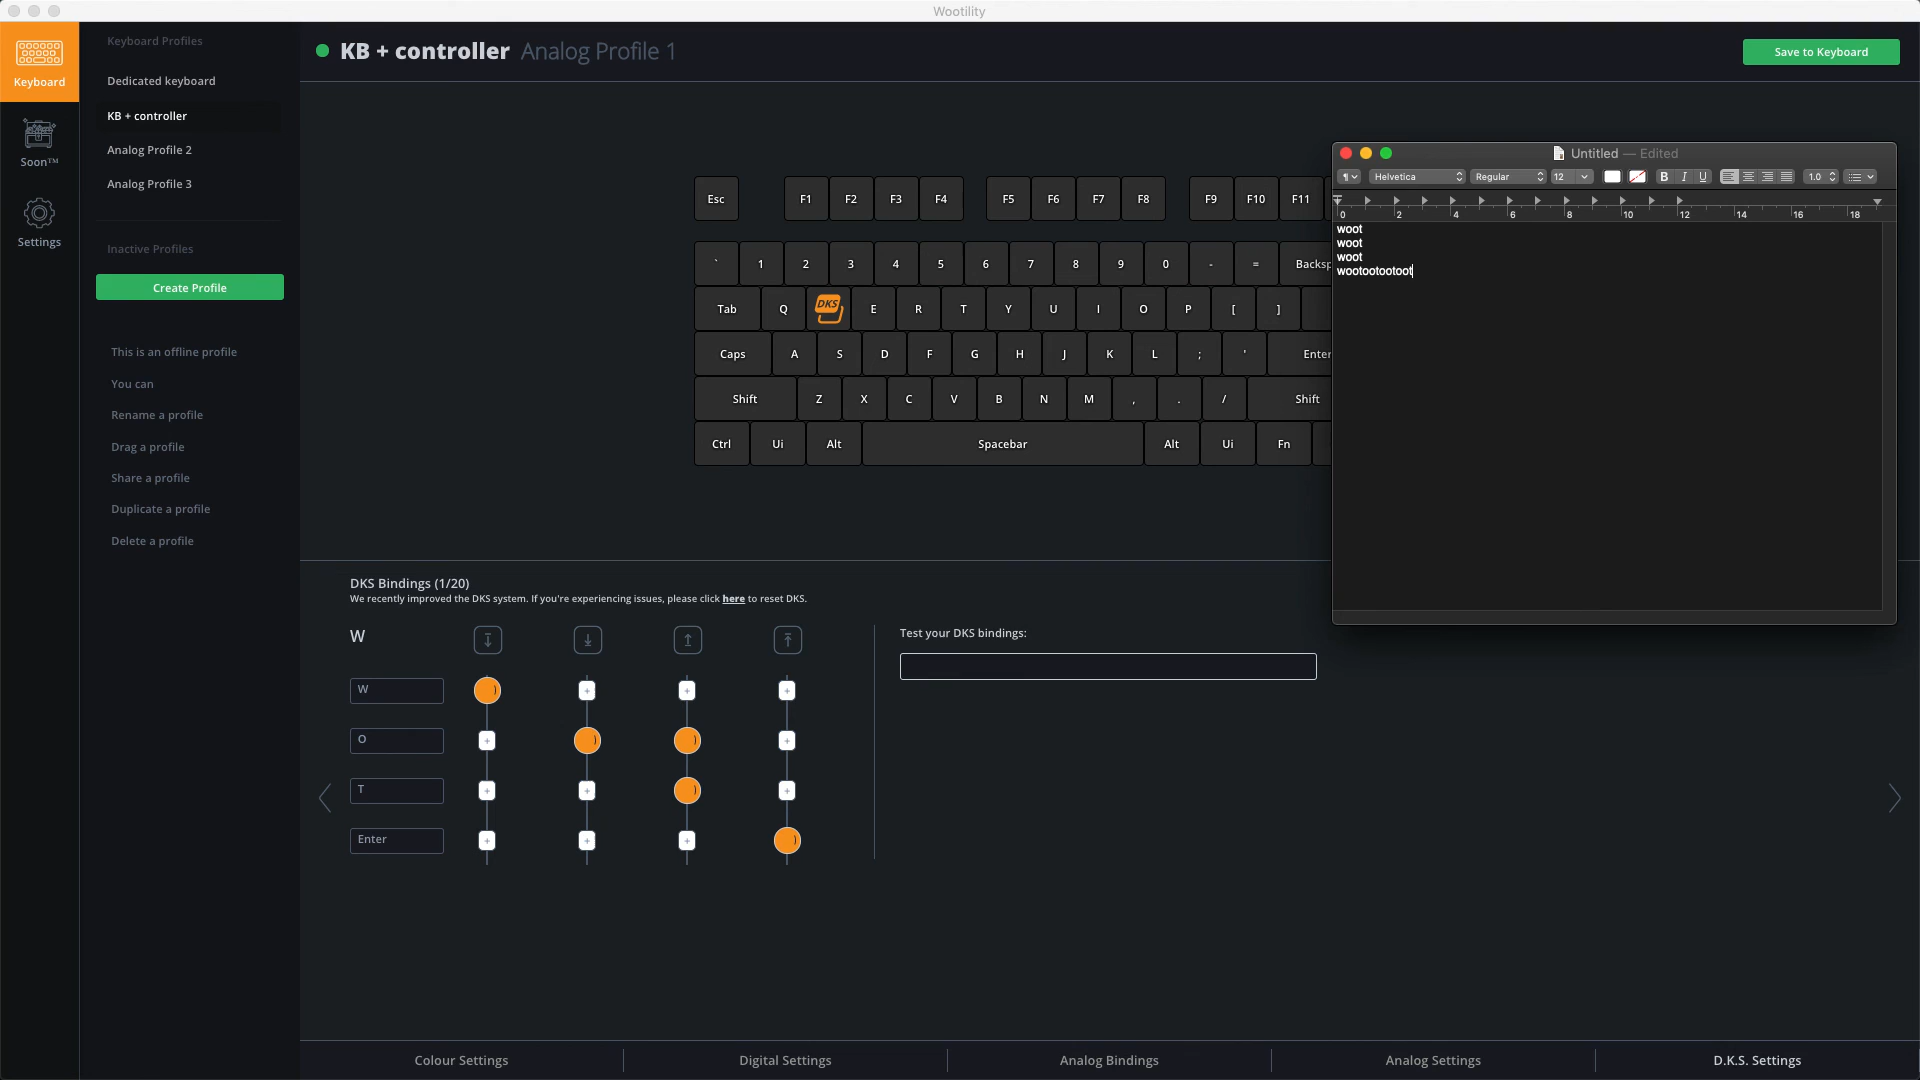 Wootility
Keyboard
Soon™
Settings
Keyboard Profiles
Dedicated keyboard
KB + controller
Analog Profile 2
Analog Profile 3
Inactive Profiles
Create Profile
This is an offline profile
You can
Rename a profile
Drag a profile
Share a profile
Duplicate a profile
Delete a profile
KB + controller Analog Profile 1
Save to Keyboard
Esc F1 F2 F3 F4 F5 F6 F7 F8 F9 F10 F11
` 1 2 3 4 5 6 7 8 9 0 - = Backsp
Tab Q DKS E R T Y U I O P [ ]
Caps A S D F G H J K L ; ' Enter
Shift Z X C V B N M , . / Shift
Ctrl Ui Alt Spacebar Alt Ui Fn
Untitled — Edited
¶ Helvetica Regular 12 B I U 1.0
0 2 4 6 8 10 12 14 16 18
woot
woot
woot
wootootootoot
DKS Bindings (1/20)
We recently improved the DKS system. If you're experiencing issues, please click here to reset DKS.
W
W
O
T
Enter
Test your DKS bindings:
Colour Settings
Digital Settings
Analog Bindings
Analog Settings
D.K.S. Settings